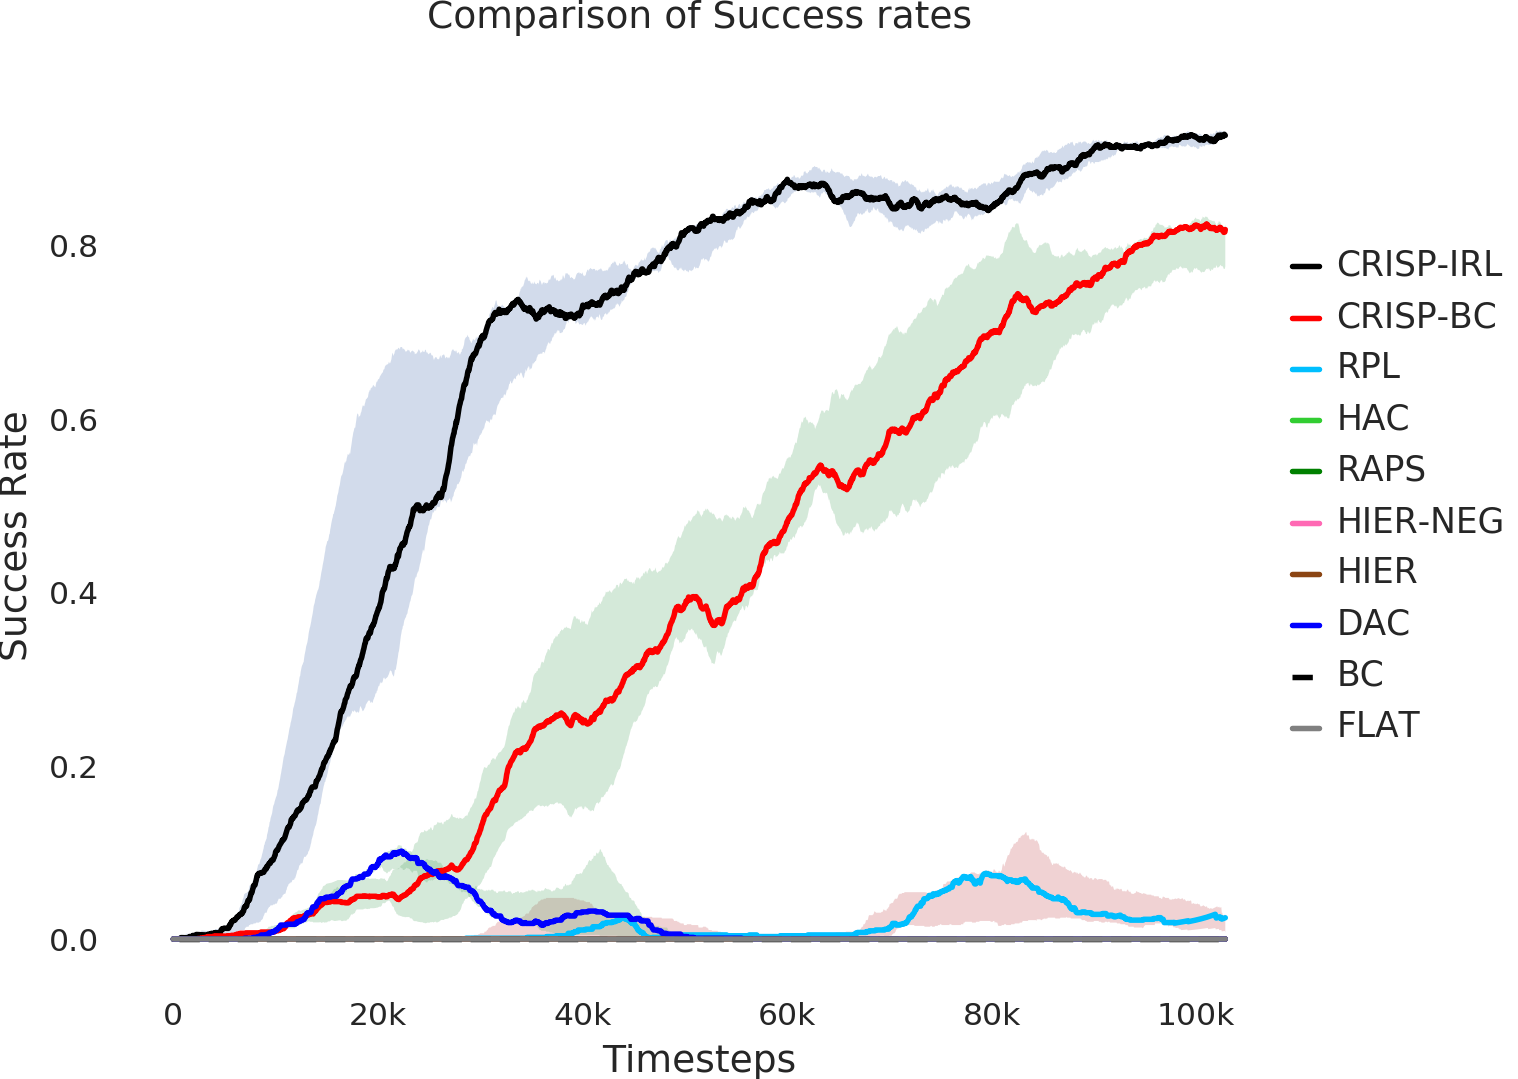 Comparison of Success rates
Success Rate
0.8
0.6
0.4
0.2
0.0
0
20k
40k
60k
80k
100k
Timesteps
CRISP-IRL
CRISP-BC
RPL
HAC
RAPS
HIER-NEG
HIER
DAC
BC
FLAT